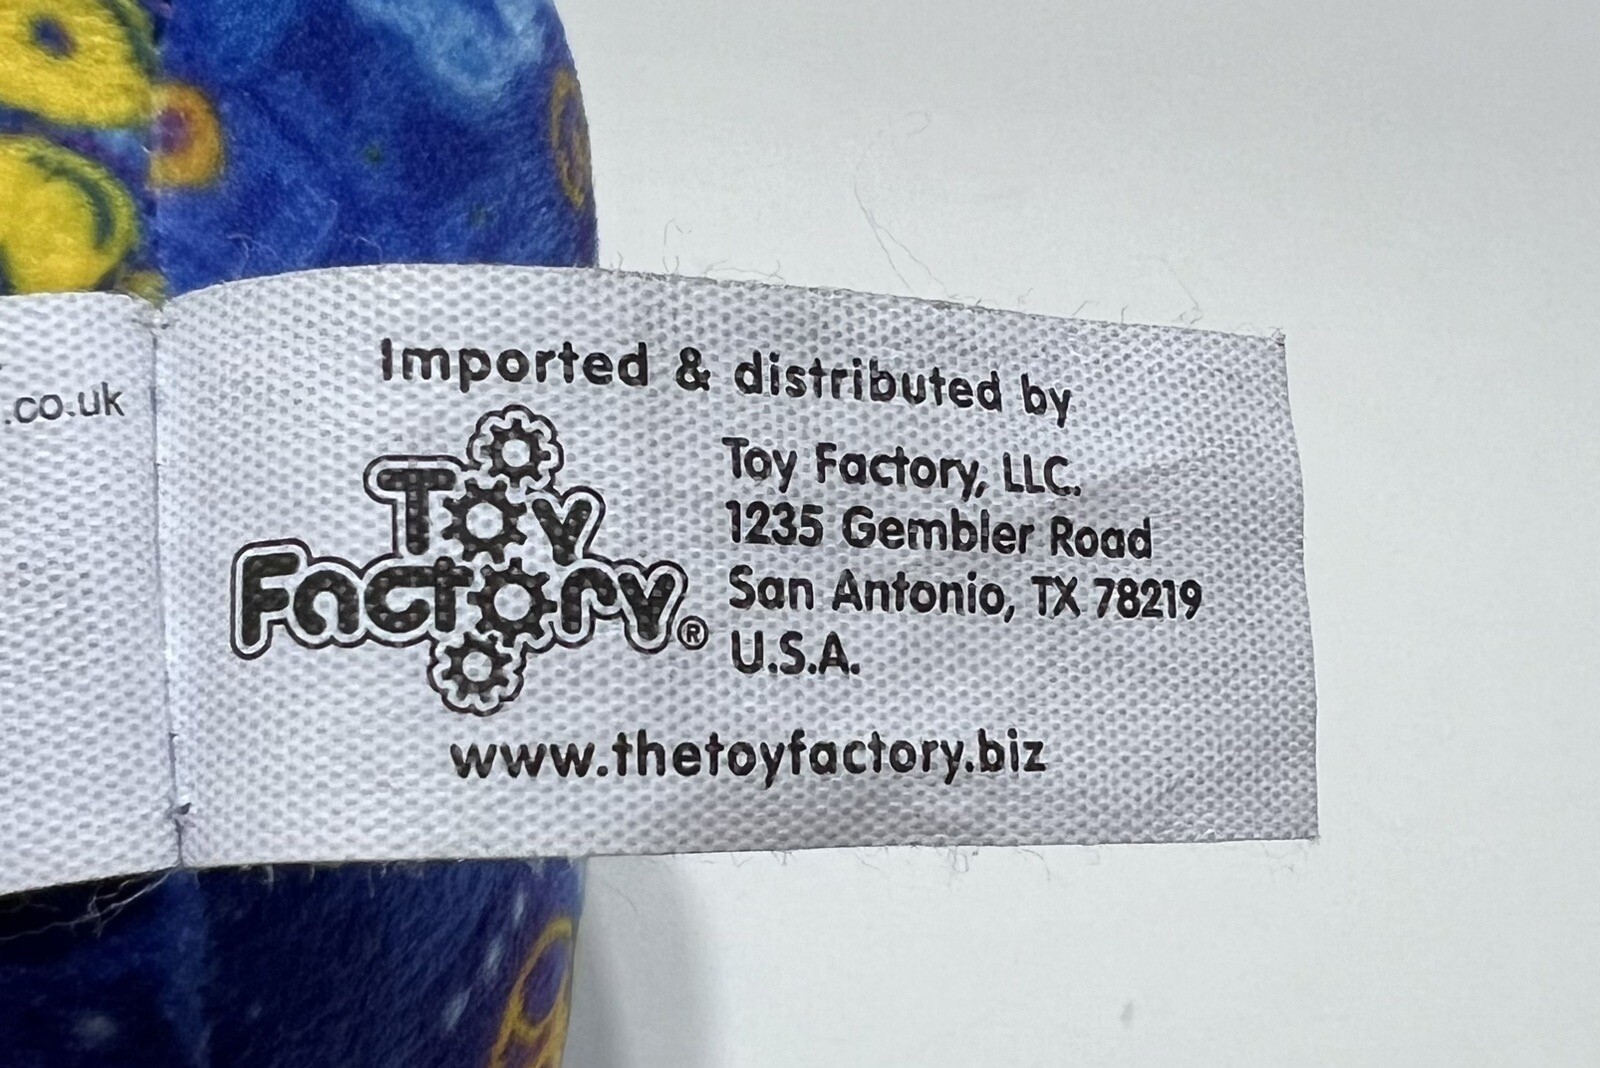 Imported & distributed by
Toy
Factory®
Toy Factory, LLC.
1235 Gembler Road
San Antonio, TX 78219
U.S.A.
www.thetoyfactory.biz
.co.uk